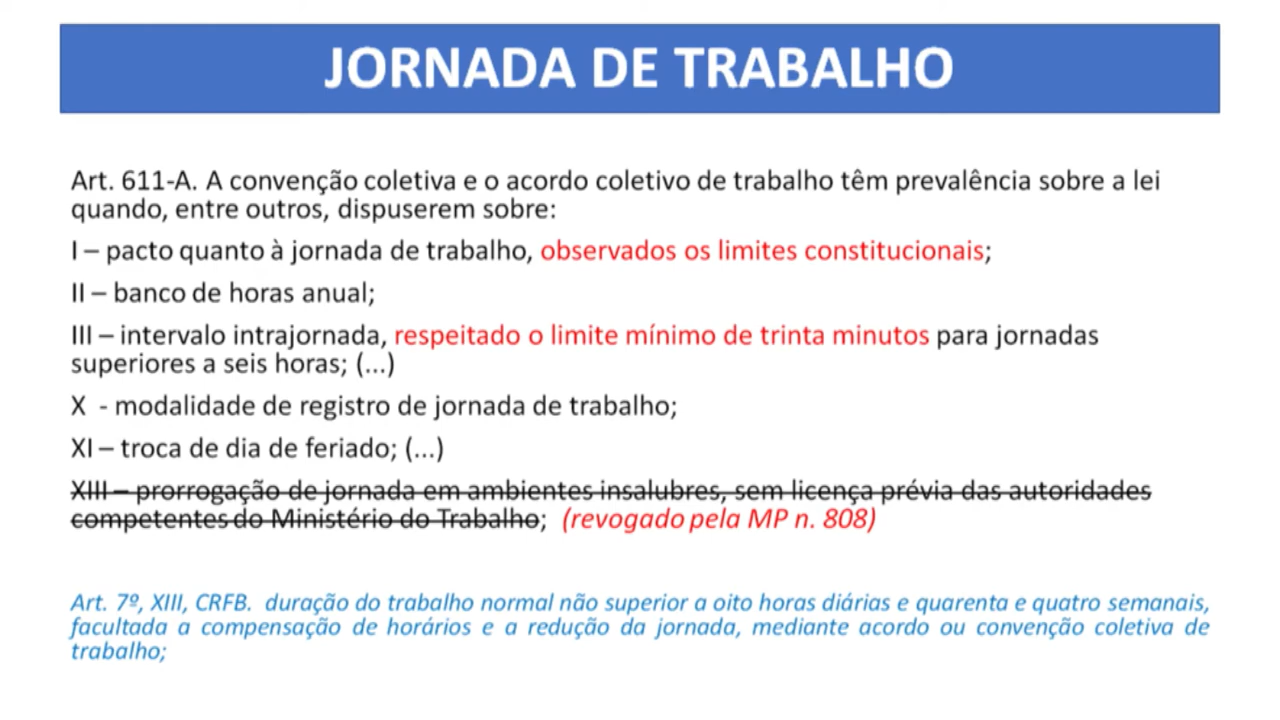 JORNADA DE TRABALHO
Art. 611-A. A convenção coletiva e o acordo coletivo de trabalho têm prevalência sobre a lei
quando, entre outros, dispuserem sobre:
I – pacto quanto à jornada de trabalho, observados os limites constitucionais;
II – banco de horas anual;
III – intervalo intrajornada, respeitado o limite mínimo de trinta minutos para jornadas
superiores a seis horas; (...)
X - modalidade de registro de jornada de trabalho;
XI – troca de dia de feriado; (...)
XIII – prorrogação de jornada em ambientes insalubres, sem licença prévia das autoridades
competentes do Ministério do Trabalho; (revogado pela MP n. 808)
Art. 7º, XIII, CRFB. duração do trabalho normal não superior a oito horas diárias e quarenta e quatro semanais,
facultada a compensação de horários e a redução da jornada, mediante acordo ou convenção coletiva de
trabalho;